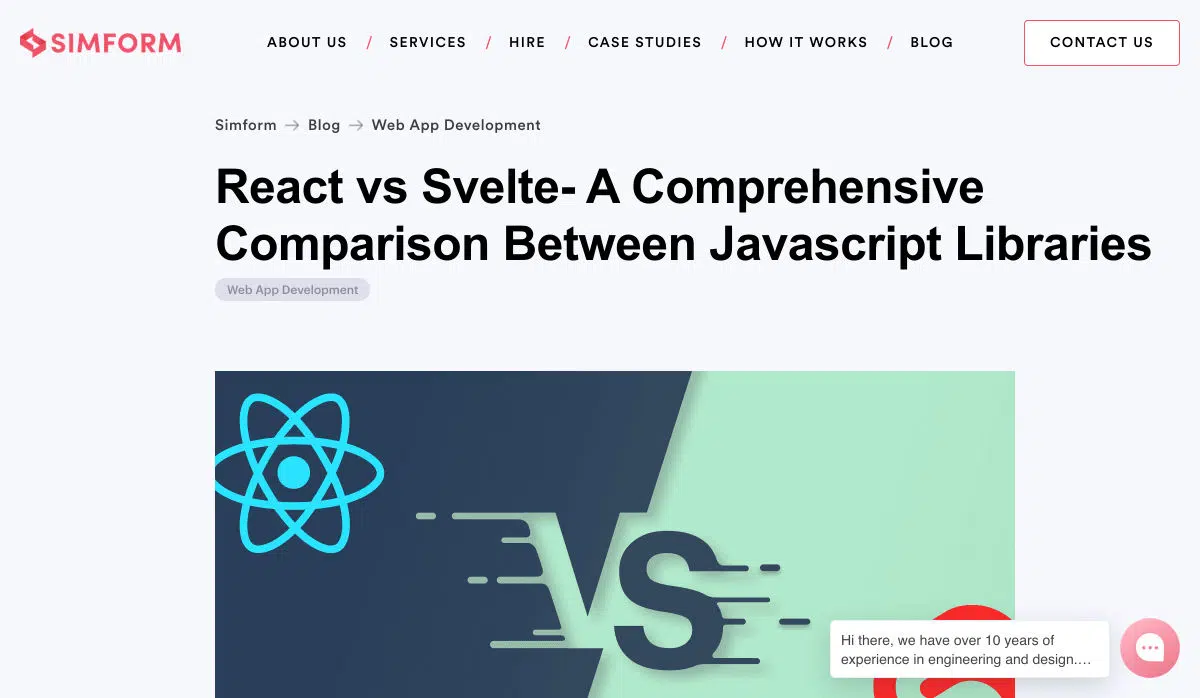 SIMFORM
ABOUT US / SERVICES / HIRE / CASE STUDIES / HOW IT WORKS / BLOG
CONTACT US
Simform → Blog → Web App Development
React vs Svelte- A Comprehensive
Comparison Between Javascript Libraries
Web App Development
VS
Hi there, we have over 10 years of
experience in engineering and design....